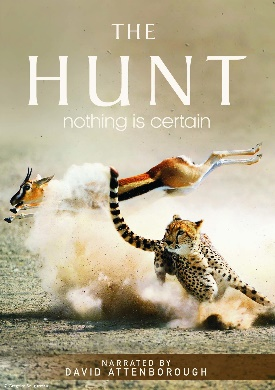 THE
HUNT
nothing is certain
NARRATED BY
DAVID ATTENBOROUGH